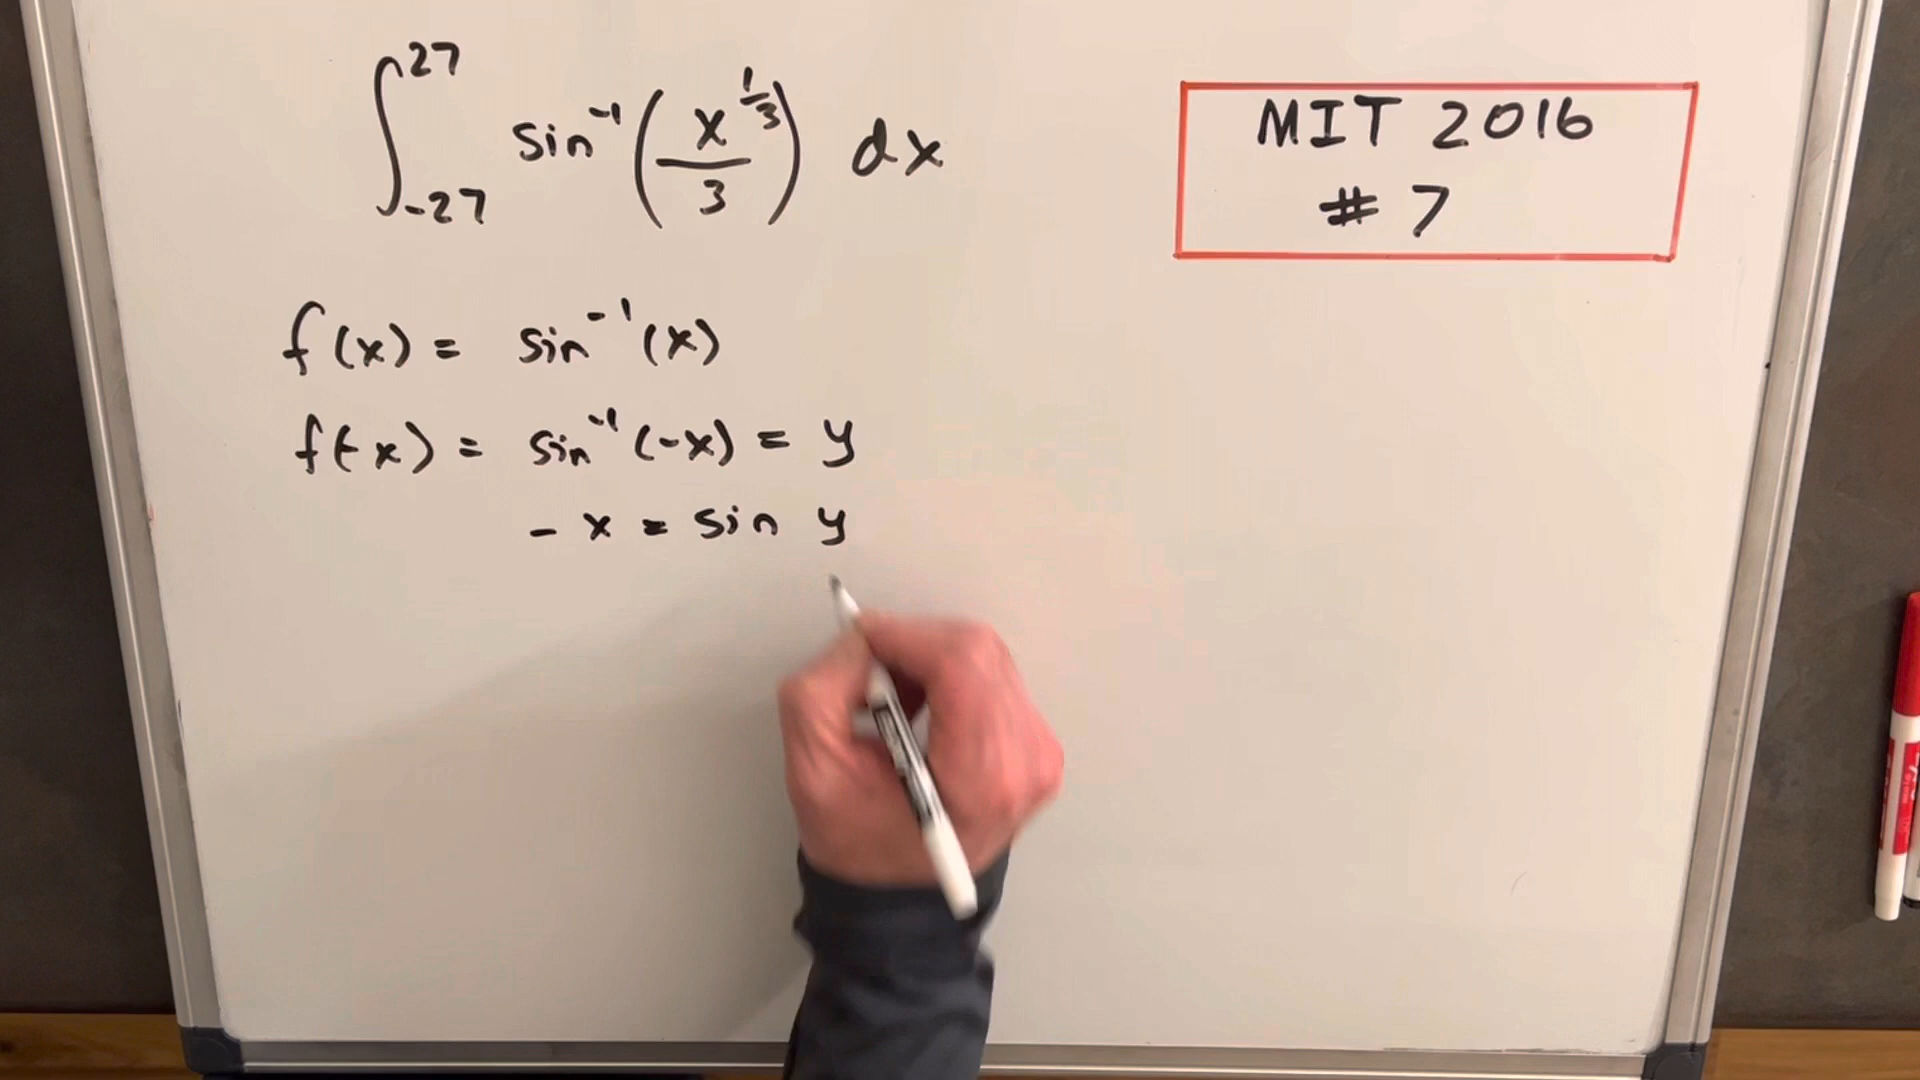 ∫_{-27}^{27} sin⁻¹(x^{1/3}/3) dx
MIT 2016
# 7
f(x) = sin⁻¹(x)
f(-x) = sin⁻¹(-x) = y
- x = sin y